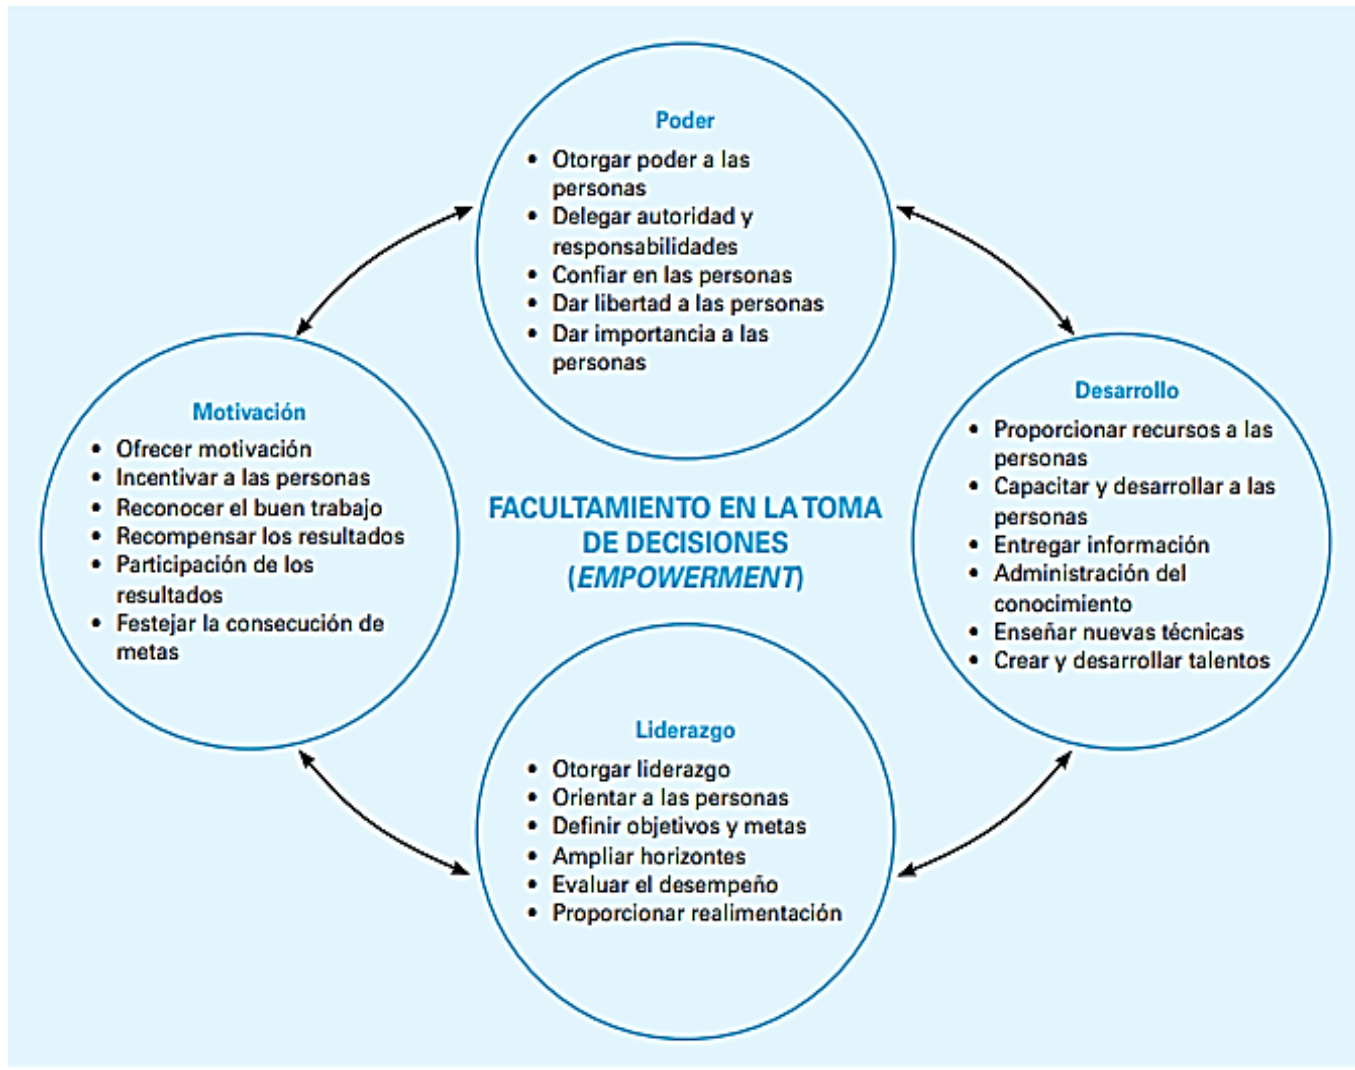 Poder
• Otorgar poder a las
personas
• Delegar autoridad y
responsabilidades
• Confiar en las personas
• Dar libertad a las personas
• Dar importancia a las
personas
Motivación
• Ofrecer motivación
• Incentivar a las personas
• Reconocer el buen trabajo
• Recompensar los resultados
• Participación de los
resultados
• Festejar la consecución de
metas
FACULTAMIENTO EN LA TOMA
DE DECISIONES
(EMPOWERMENT)
Desarrollo
• Proporcionar recursos a las
personas
• Capacitar y desarrollar a las
personas
• Entregar información
• Administración del
conocimiento
• Enseñar nuevas técnicas
• Crear y desarrollar talentos
Liderazgo
• Otorgar liderazgo
• Orientar a las personas
• Definir objetivos y metas
• Ampliar horizontes
• Evaluar el desempeño
• Proporcionar realimentación